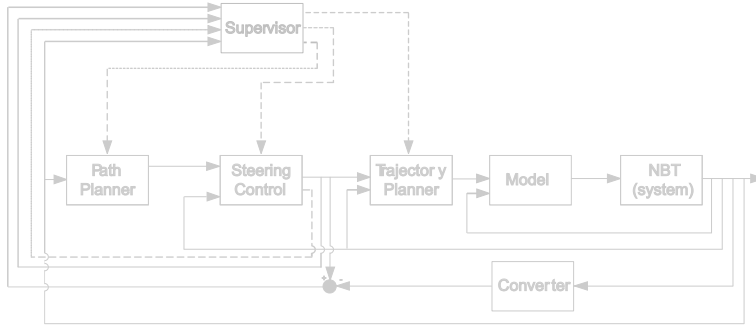 Supervisor
Path
Planner
Steering
Control
Trajector y
Planner
Model
NBT
(system)
+
-
Converter